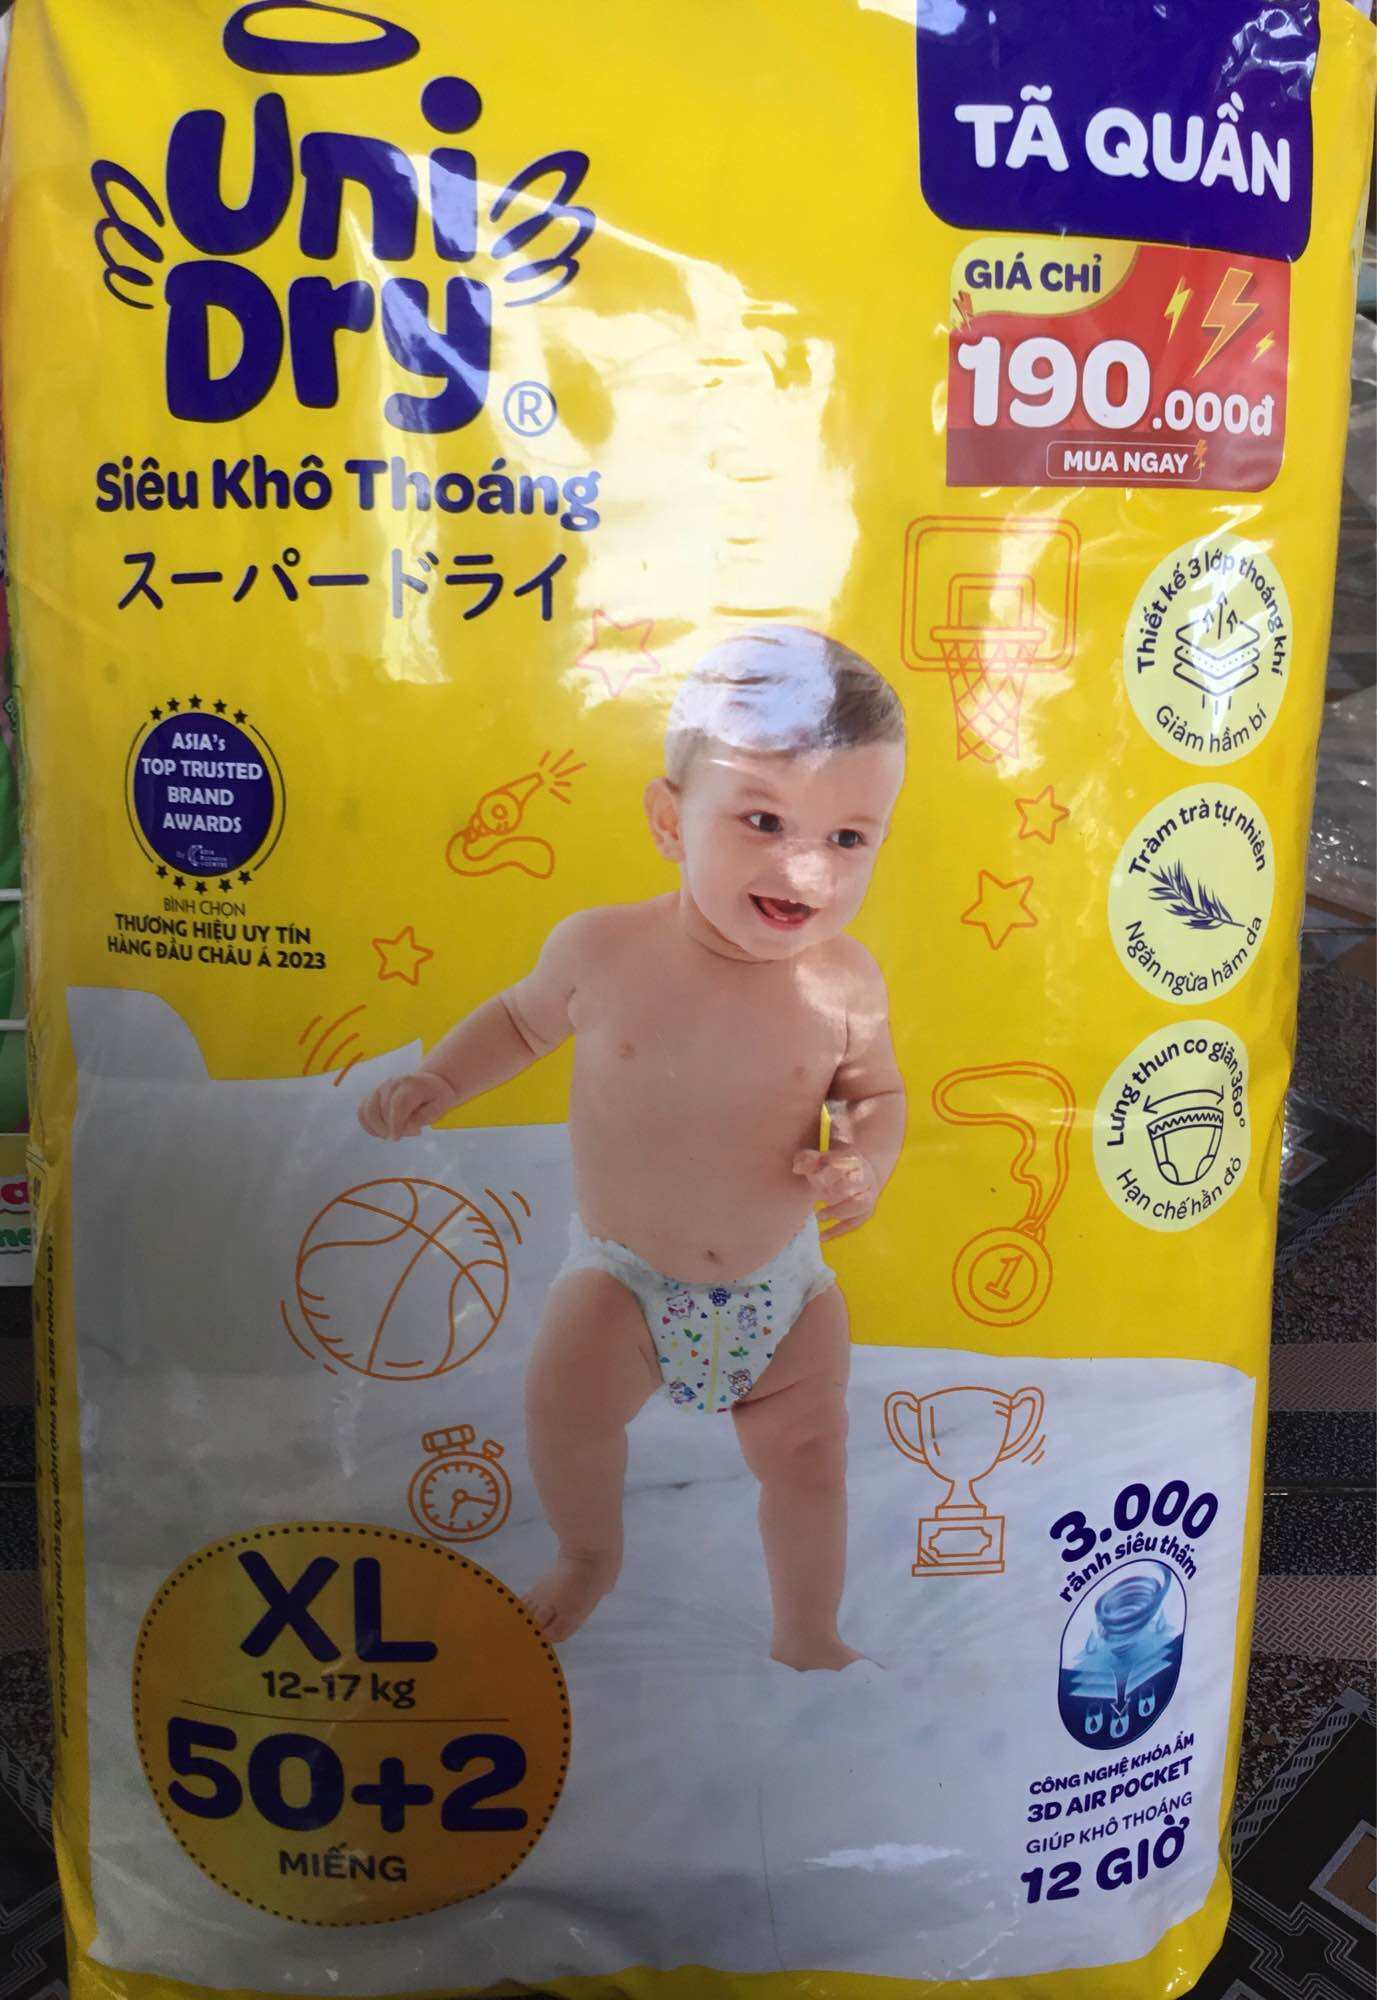 Uni
Dry®
Siêu Khô Thoáng
スーパードライ
TÃ QUẦN
GIÁ CHỈ
190.000đ
MUA NGAY
Thiết kế 3 lớp thoáng khí
Giảm hầm bí
ASIA's
TOP TRUSTED
BRAND
AWARDS
BÌNH CHỌN
THƯƠNG HIỆU UY TÍN
HÀNG ĐẦU CHÂU Á 2023
Tràm trà tự nhiên
Ngăn ngừa hăm da
Lưng thun co giãn 360°
Hạn chế hằn đỏ
1
XL
12-17 kg
50+2
MIẾNG
3.000
rãnh siêu thấm
CÔNG NGHỆ KHÓA ẨM
3D AIR POCKET
GIÚP KHÔ THOÁNG
12 GIỜ